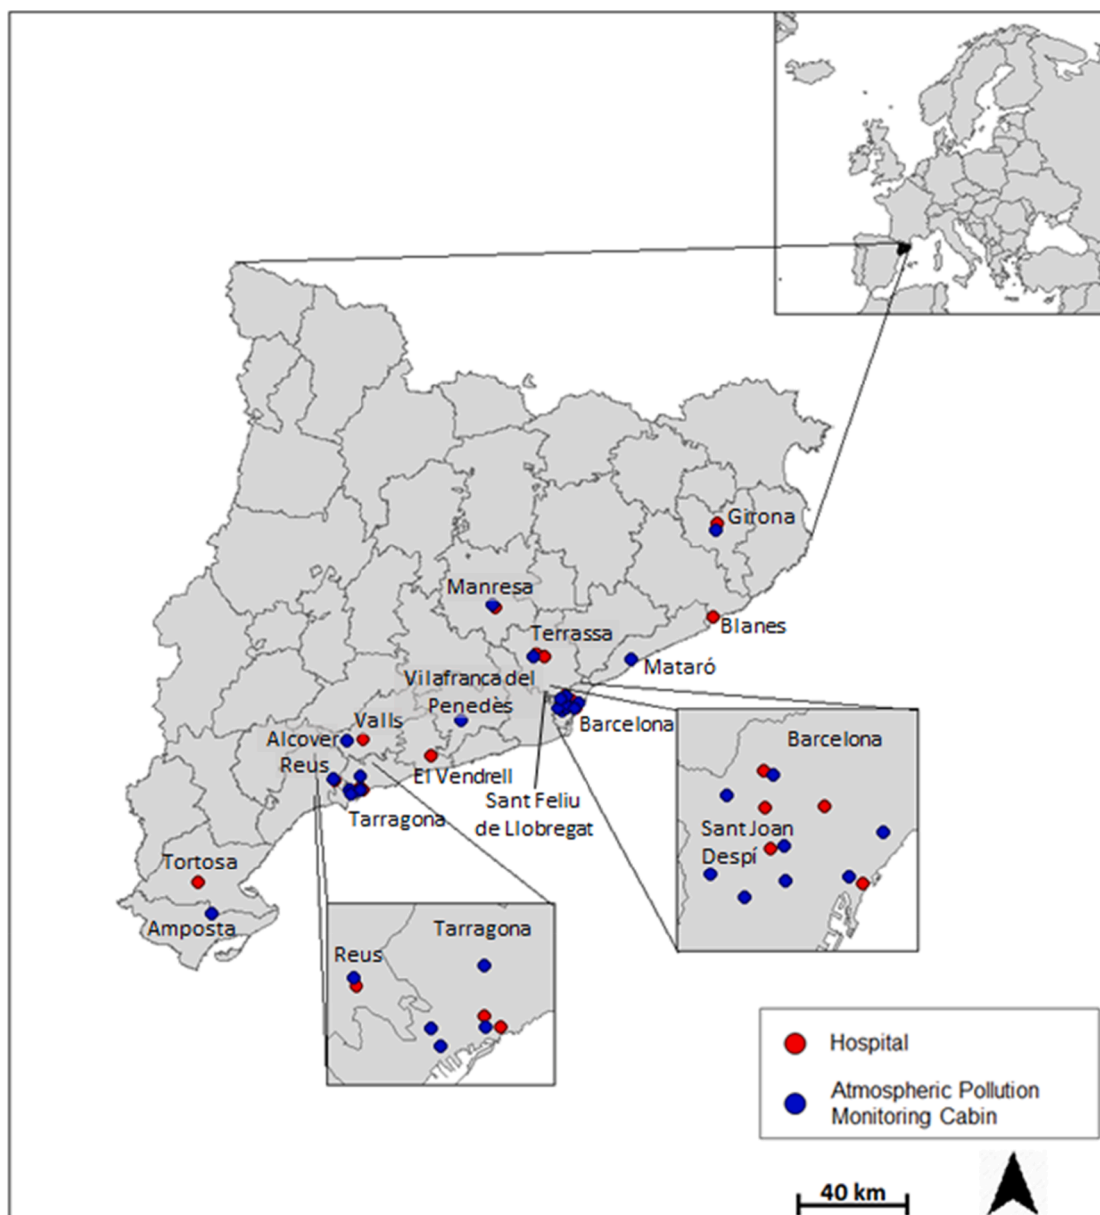 Girona
Manresa
Blanes
Terrassa
Mataró
Vilafranca del
Penedès
Valls
Barcelona
Alcover
Reus
El Vendrell
Sant Feliu
de Llobregat
Tarragona
Tortosa
Amposta
Barcelona
Sant Joan
Despí
Tarragona
Reus
Hospital
Atmospheric Pollution
Monitoring Cabin
40 km